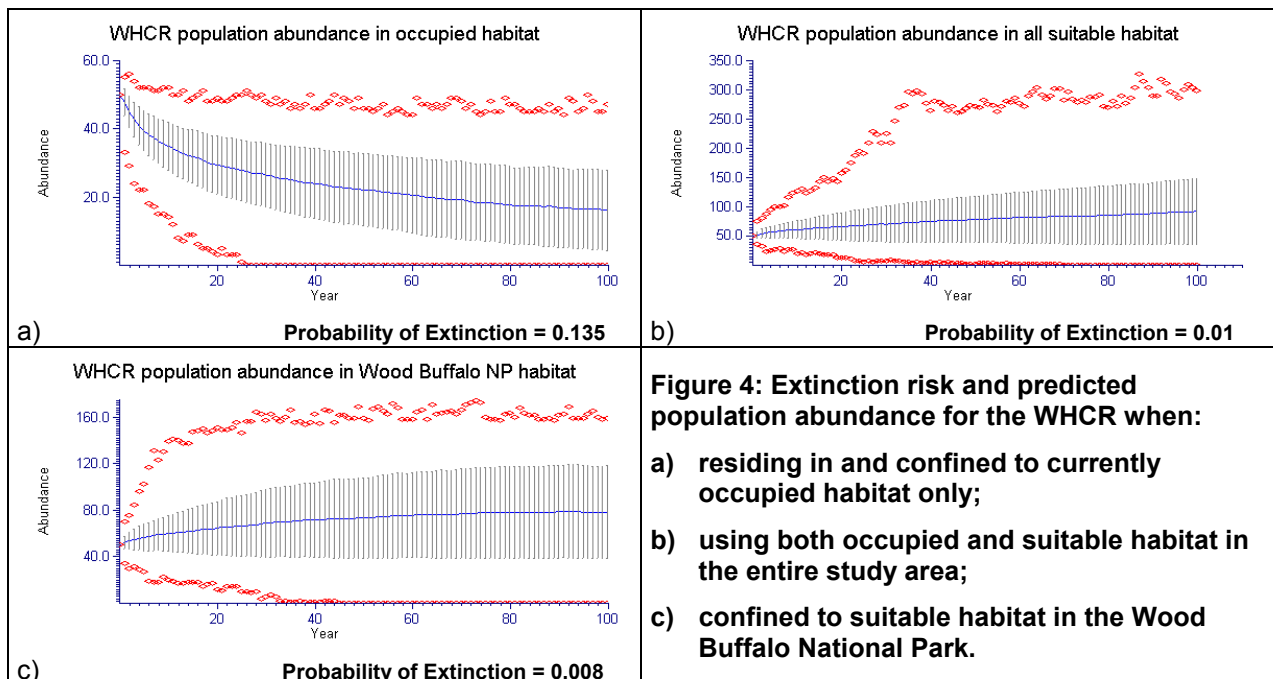 WHCR population abundance in occupied habitat
60.0
40.0
20.0
Abundance
20
40
60
80
100
Year
a)
Probability of Extinction = 0.135
WHCR population abundance in all suitable habitat
350.0
300.0
250.0
200.0
150.0
100.0
50.0
Abundance
20
40
60
80
100
Year
b)
Probability of Extinction = 0.01
WHCR population abundance in Wood Buffalo NP habitat
160.0
120.0
80.0
40.0
Abundance
20
40
60
80
100
Year
c)
Probability of Extinction = 0.008
Figure 4: Extinction risk and predicted
population abundance for the WHCR when:
a) residing in and confined to currently
occupied habitat only;
b) using both occupied and suitable habitat in
the entire study area;
c) confined to suitable habitat in the Wood
Buffalo National Park.